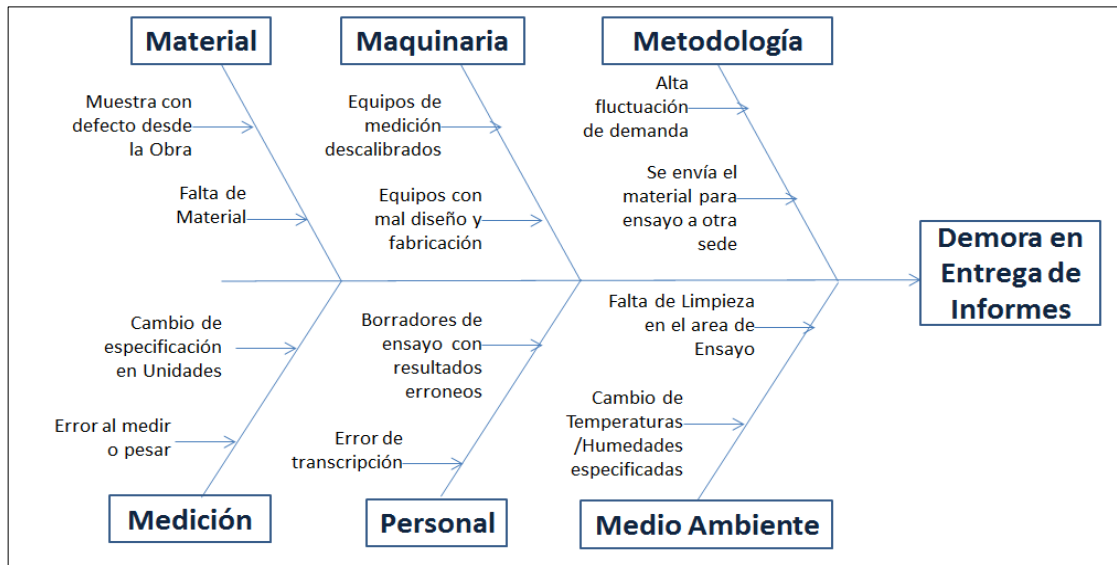 Material
Maquinaria
Metodología
Muestra con
defecto desde
la Obra
Falta de
Material
Equipos de
medición
descalibrados
Equipos con
mal diseño y
fabricación
Alta
fluctuación
de demanda
Se envía el
material para
ensayo a otra
sede
Demora en
Entrega de
Informes
Cambio de
especificación
en Unidades
Error al medir
o pesar
Borradores de
ensayo con
resultados
erroneos
Error de
transcripción
Falta de Limpieza
en el area de
Ensayo
Cambio de
Temperaturas
/Humedades
especificadas
Medición
Personal
Medio Ambiente